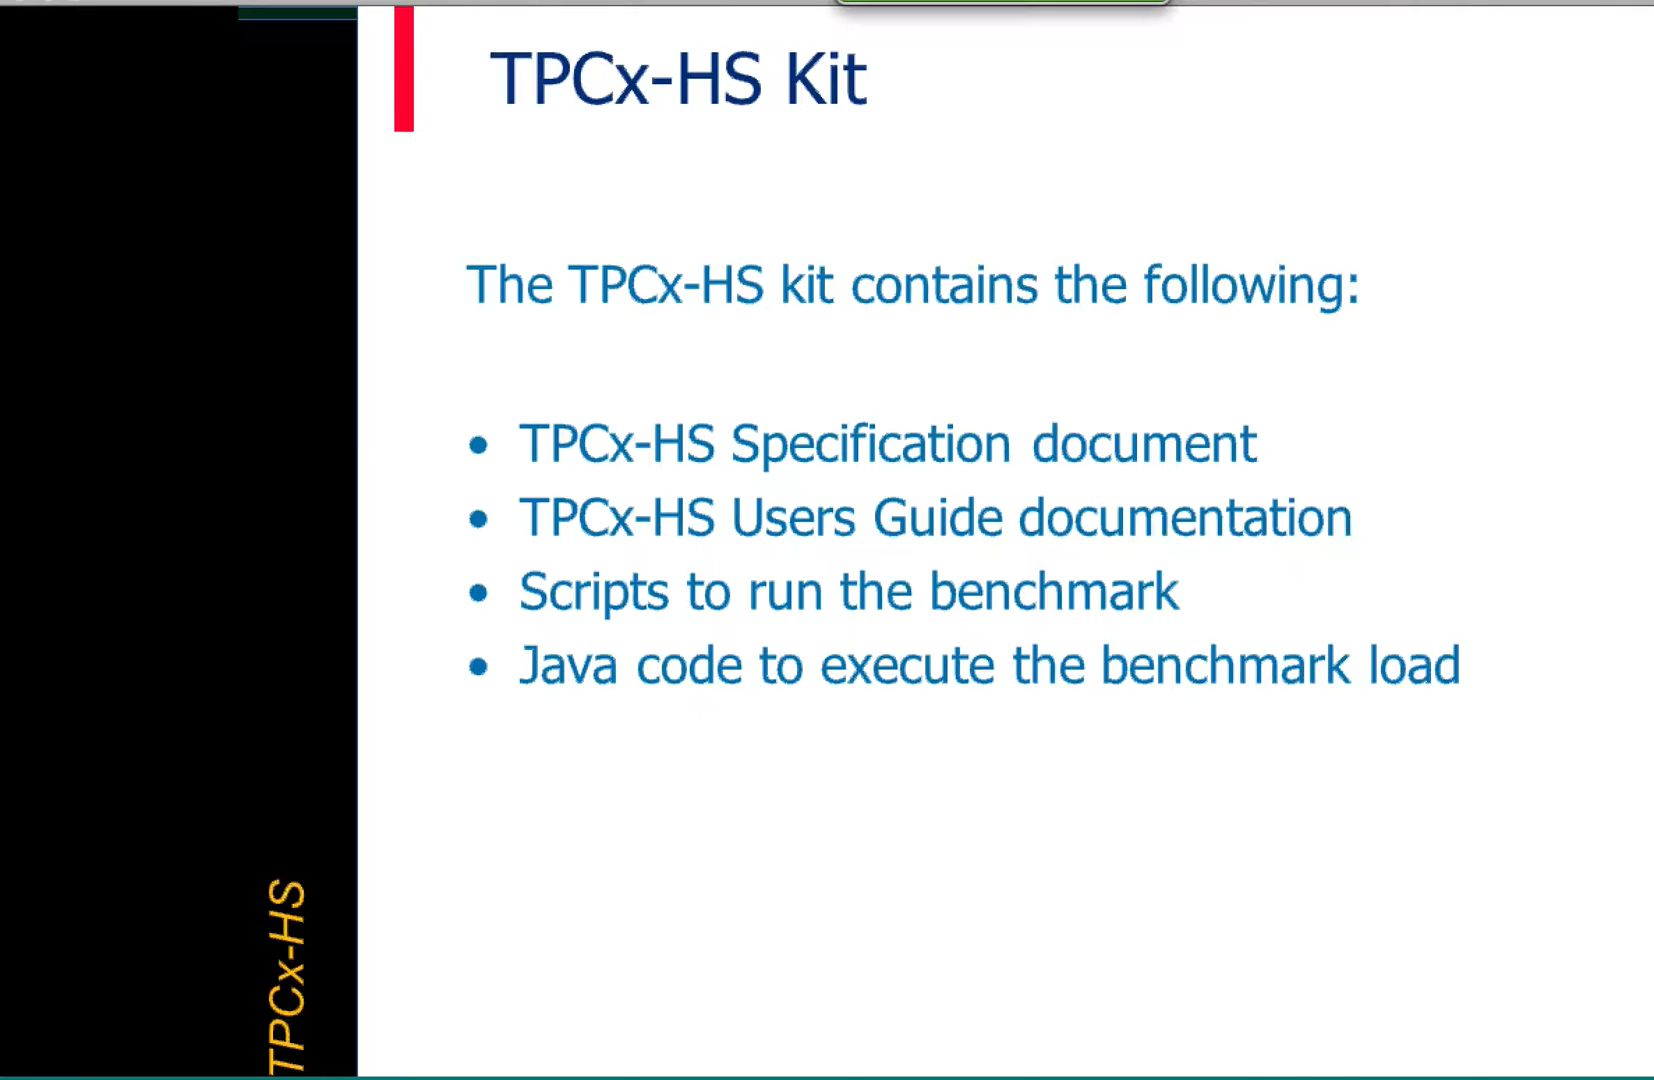 TPCx-HS Kit
The TPCx-HS kit contains the following:
• TPCx-HS Specification document
• TPCx-HS Users Guide documentation
• Scripts to run the benchmark
• Java code to execute the benchmark load
TPCx-HS